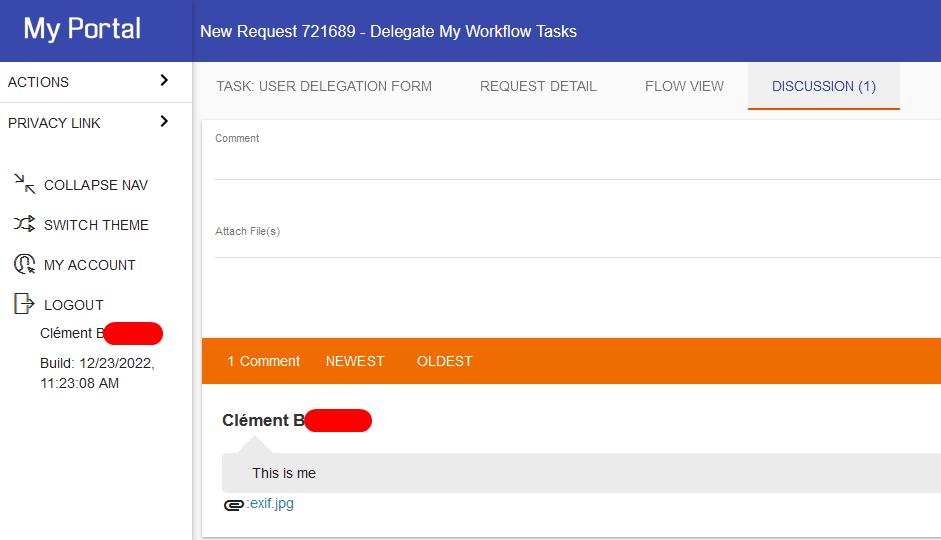 My Portal
New Request 721689 - Delegate My Workflow Tasks
ACTIONS
PRIVACY LINK
COLLAPSE NAV
SWITCH THEME
MY ACCOUNT
LOGOUT
Clément B
Build: 12/23/2022,
11:23:08 AM
TASK: USER DELEGATION FORM REQUEST DETAIL FLOW VIEW DISCUSSION (1)
Comment
Attach File(s)
1 Comment NEWEST OLDEST
Clément B
This is me
:exif.jpg